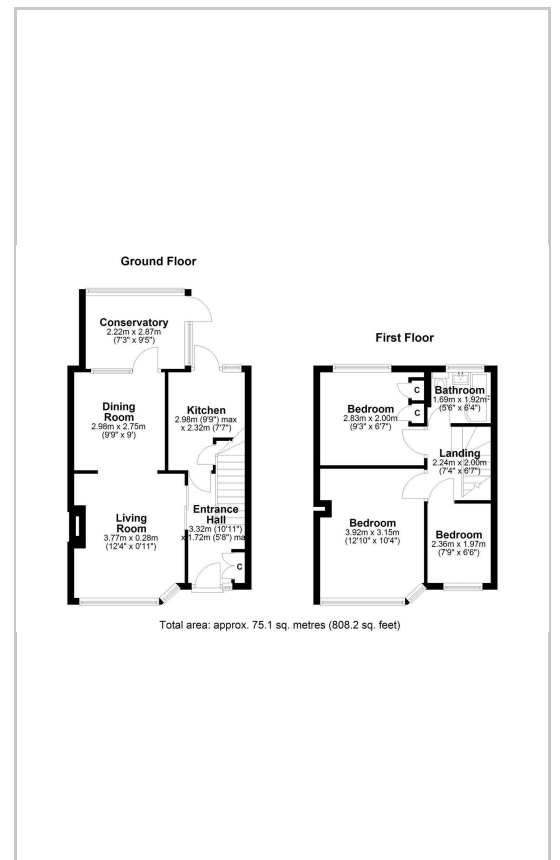 Ground Floor
Conservatory
2.22m x 2.87m
(7'3" x 9'5")
Dining
Room
2.98m x 2.75m
(9'9" x 9')
Kitchen
2.98m (9'9") max
x 2.32m (7'7")
Living
Room
3.77m x 0.28m
(12'4" x 0'11")
Entrance
Hall
3.32m (10'11")
x 1.72m (5'8") ma
C
First Floor
Bedroom
2.83m x 2.00m
(9'3" x 6'7")
C
C
Bathroom
1.69m x 1.92m
(5'6" x 6'4")
Landing
2.24m x 2.00m
(7'4" x 6'7")
Bedroom
3.92m x 3.15m
(12'10" x 10'4")
Bedroom
2.36m x 1.97m
(7'9" x 6'6")
Total area: approx. 75.1 sq. metres (808.2 sq. feet)